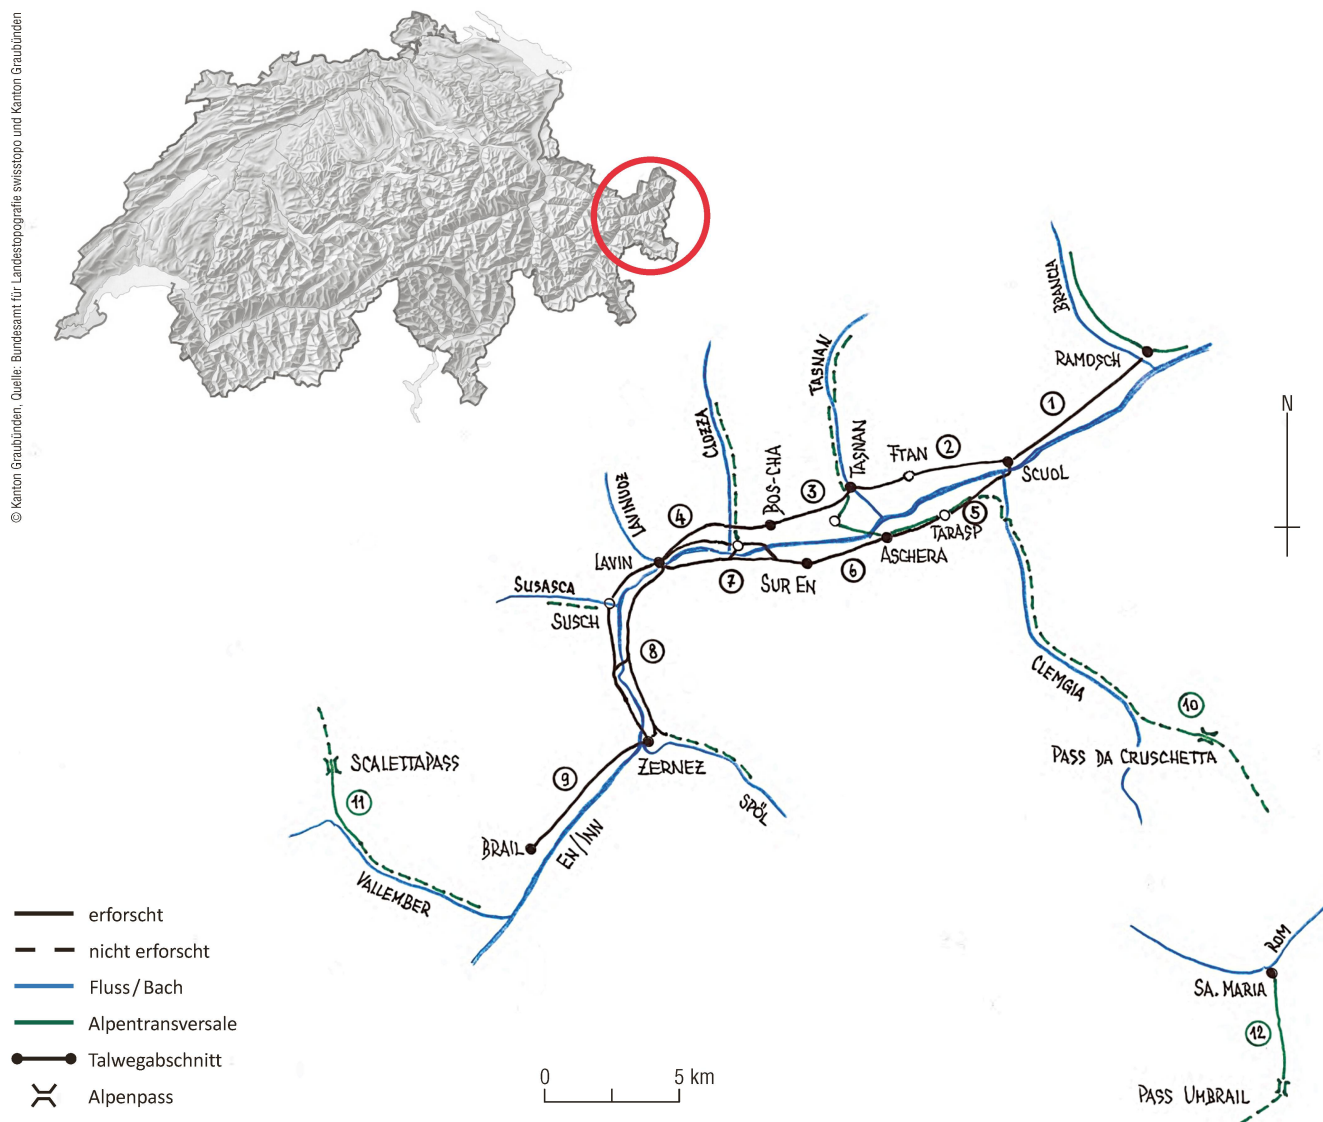 © Kanton Graubünden, Quelle: Bundesamt für Landestopografie swisstopo und Kanton Graubünden
BRANCLA
RAMOSCH
1
N
TASNAN
CLOZZA
TASNAN
FTAN
2
SCUOL
BOS-CHA
3
LAVINUOZ
4
5
TARASP
ASCHERA
LAVIN
7
SUR EN
6
SUSASCA
SUSCH
8
CLEMGIA
10
PASS DA CRUSCHETTA
SCALETTAPASS
11
ZERNEZ
9
SPÖL
BRAIL
EN/INN
VALLEMBER
erforscht
nicht erforscht
Fluss/Bach
Alpentransversale
Talwegabschnitt
Alpenpass
0
5 km
ROM
SA. MARIA
12
PASS UMBRAIL